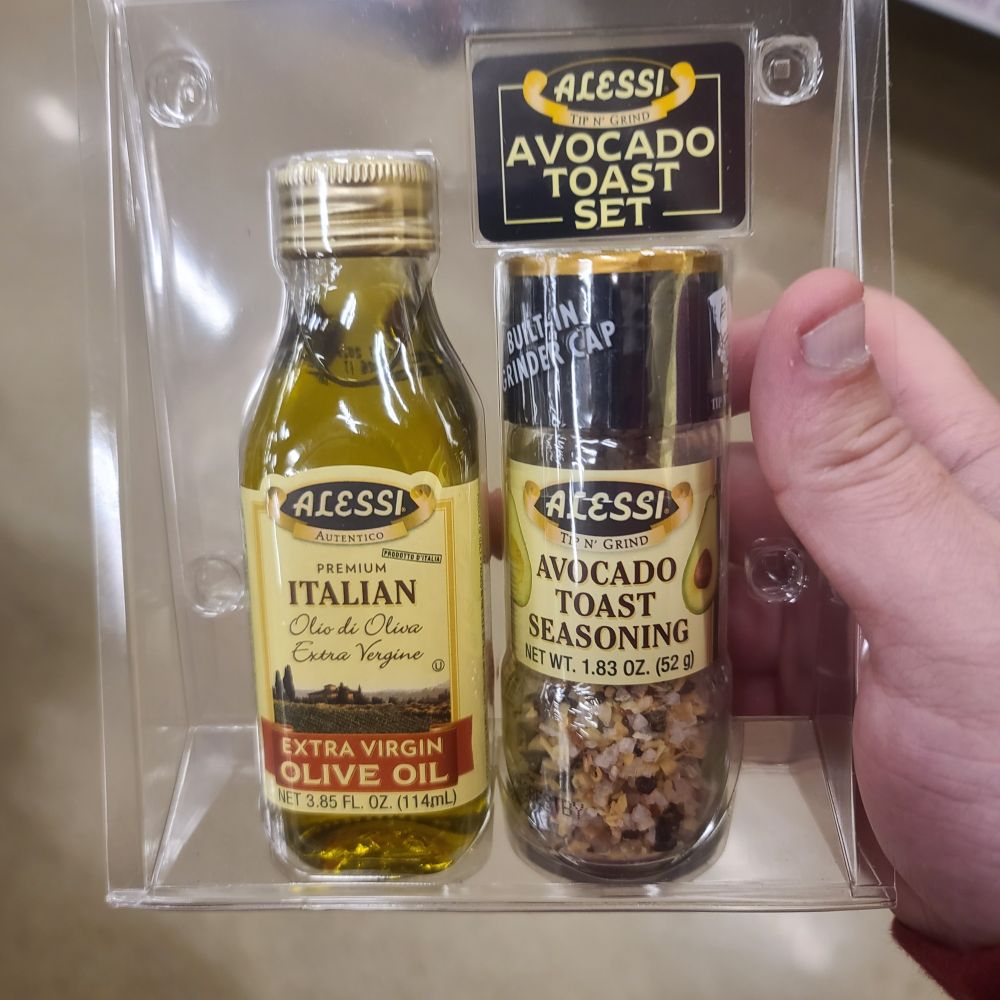 ALESSI
TIP N' GRIND
AVOCADO
TOAST
SET
BUILT-IN
GRINDER CAP
ALESSI
AUTENTICO
PRODOTTO D'ITALIA
PREMIUM
ITALIAN
Olio di Oliva
Extra Vergine
U
EXTRA VIRGIN
OLIVE OIL
NET 3.85 FL. OZ. (114mL)
ALESSI
TIP N' GRIND
AVOCADO
TOAST
SEASONING
NET WT. 1.83 OZ. (52 g)